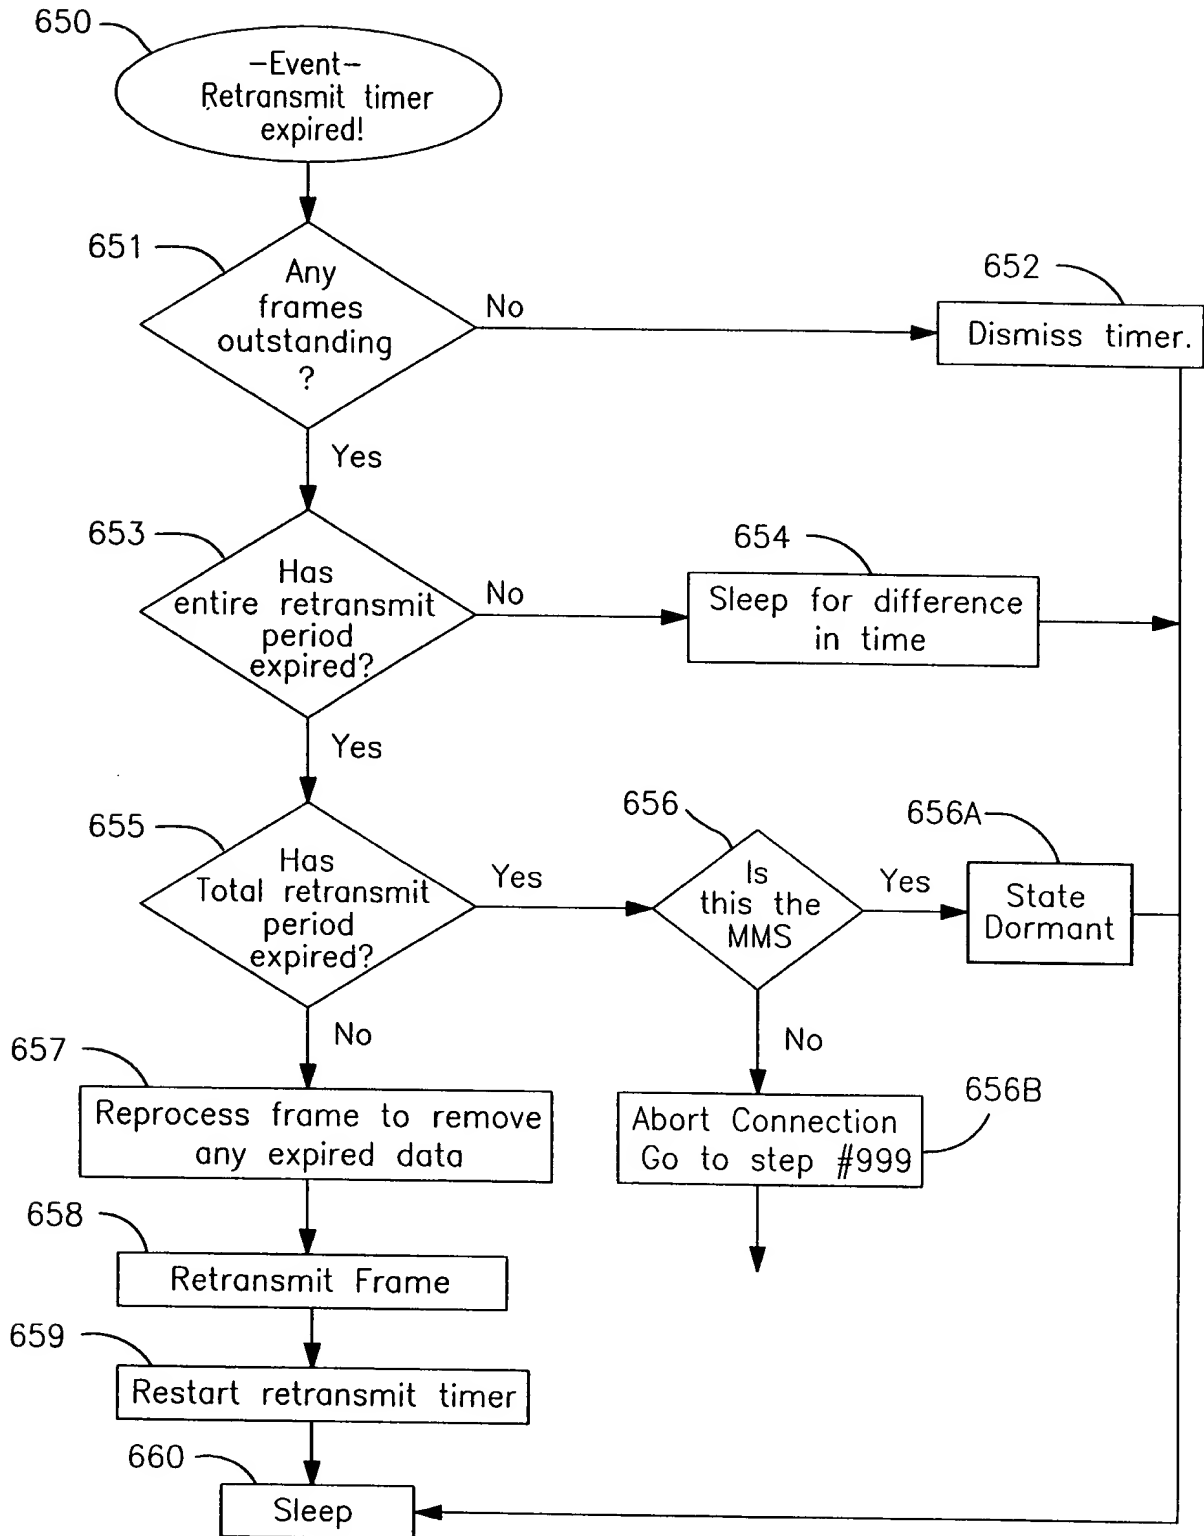 650
-Event-
Retransmit timer
expired!
651
Any
frames
outstanding
?
No
652
Dismiss timer.
Yes
653
Has
entire retransmit
period
expired?
No
654
Sleep for difference
in time
Yes
655
Has
Total retransmit
period
expired?
Yes
656
Is
this the
MMS
Yes
656A
State
Dormant
No
No
657
Reprocess frame to remove
any expired data
656B
Abort Connection
Go to step #999
658
Retransmit Frame
659
Restart retransmit timer
660
Sleep